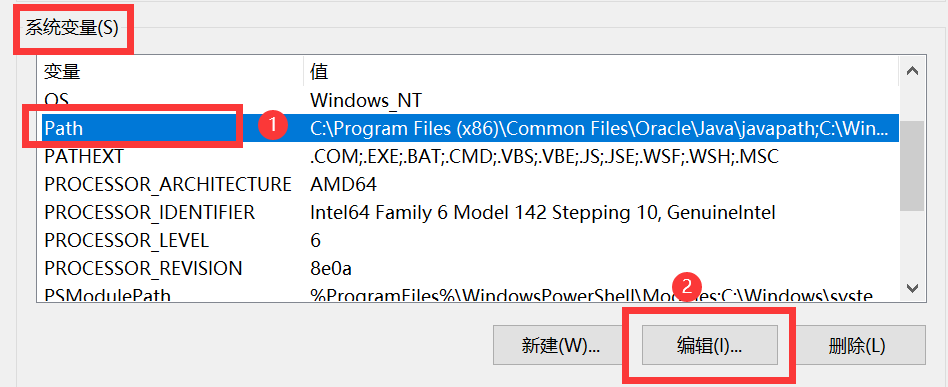 系统变量(S)
变量 值
OS Windows_NT
Path 1 C:\Program Files (x86)\Common Files\Oracle\Java\javapath;C:\Win...
PATHEXT .COM;.EXE;.BAT;.CMD;.VBS;.VBE;.JS;.JSE;.WSF;.WSH;.MSC
PROCESSOR_ARCHITECTURE AMD64
PROCESSOR_IDENTIFIER Intel64 Family 6 Model 142 Stepping 10, GenuineIntel
PROCESSOR_LEVEL 6
PROCESSOR_REVISION 8e0a
PSModulePath %ProgramFiles%\WindowsPowerShell\Modules;C:\Windows\syste...
2
新建(W)... 编辑(I)... 删除(L)